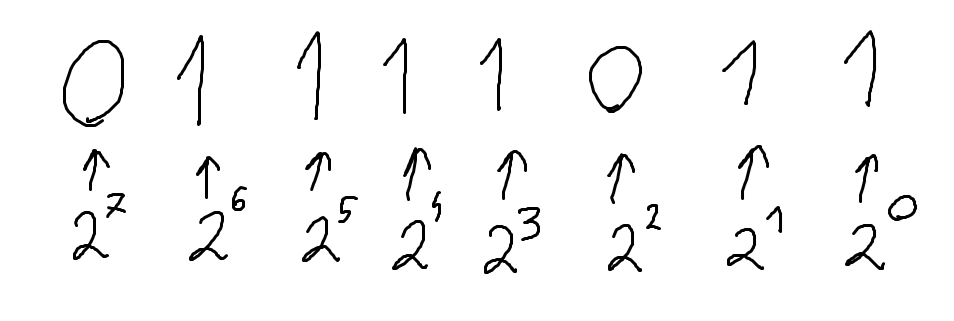 0 1 1 1 1 0 1 1
↑ ↑ ↑ ↑ ↑ ↑ ↑ ↑
2⁷ 2⁶ 2⁵ 2⁴ 2³ 2² 2¹ 2⁰